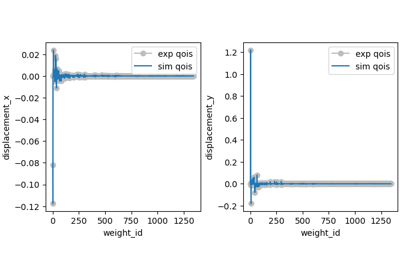 0.02
0.00
−0.02
−0.04
−0.06
−0.08
−0.10
−0.12
displacement_x
0 250 500 750 1000 1250
weight_id
exp qois
sim qois
1.2
1.0
0.8
0.6
0.4
0.2
0.0
−0.2
displacement_y
0 250 500 750 1000 1250
weight_id
exp qois
sim qois